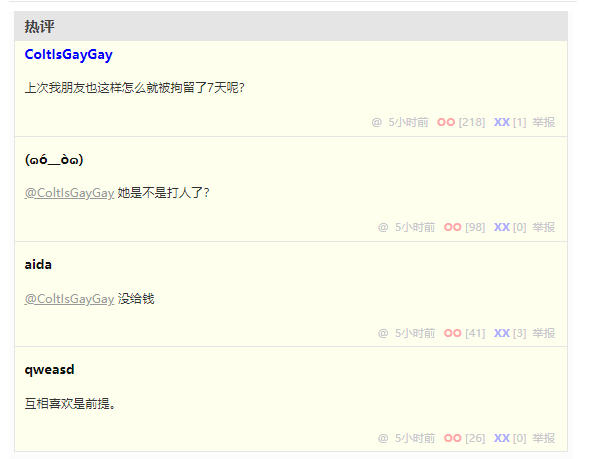 热评
ColtIsGayGay
上次我朋友也这样怎么就被拘留了7天呢?
@ 5小时前 OO [218] XX [1] 举报
(ฅó__òฅ)
@ColtIsGayGay 她是不是打人了?
@ 5小时前 OO [98] XX [0] 举报
aida
@ColtIsGayGay 没给钱
@ 5小时前 OO [41] XX [3] 举报
qweasd
互相喜欢是前提。
@ 5小时前 OO [26] XX [0] 举报